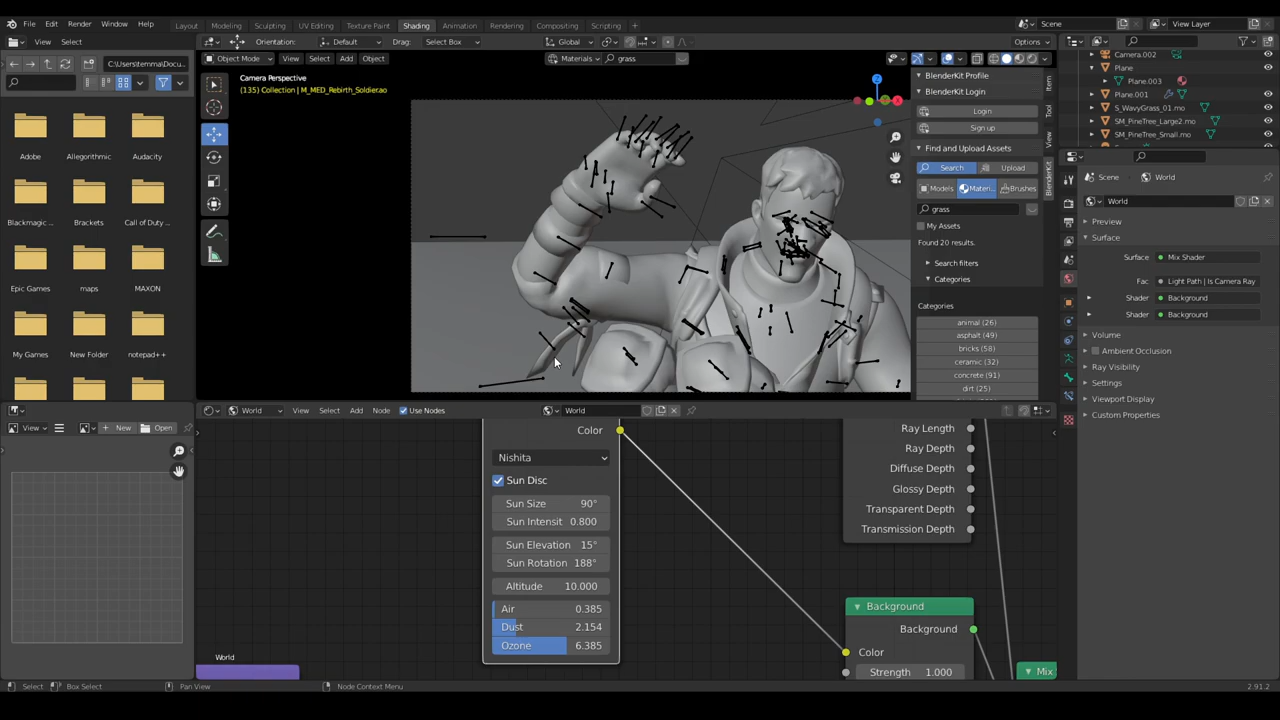 File Edit Render Window Help Layout Modeling Sculpting UV Editing Texture Paint Shading Animation Rendering Compositing Scripting + Scene View Layer
View Select Orientation: Default Drag: Select Box Global Options
C:\Users\temma\Docu...
Object Mode View Select Add Object Materials grass
Camera Perspective
(135) Collection | M_MED_Rebirth_Soldier.ao
Adobe Allegorithmic Audacity
Blackmagic ... Brackets Call of Duty ...
Epic Games maps MAXON
My Games New Folder notepad++
Z
X
BlenderKit Profile
BlenderKit Login
Login
Sign up
Find and Upload Assets
Search Upload
Models Materi... Brushes
grass
My Assets
Found 20 results.
Search filters
Categories
Categories
animal (26)
asphalt (49)
bricks (58)
ceramic (32)
concrete (91)
dirt (25)
Item
Tool
View
BlenderKit
Camera.002
Plane
Plane.003
Plane.001
S_WavyGrass_01.mo
SM_PineTree_Large2.mo
SM_PineTree_Small.mo
Scene World
World
Preview
Surface
Surface Mix Shader
Fac Light Path | Is Camera Ray
Shader Background
Shader Background
Volume
Ambient Occlusion
Ray Visibility
Settings
Viewport Display
Custom Properties
View New Open
World View Select Add Node Use Nodes World
Color
Nishita
Sun Disc
Sun Size 90°
Sun Intensit 0.800
Sun Elevation 15°
Sun Rotation 188°
Altitude 10.000
Air 0.385
Dust 2.154
Ozone 6.385
Ray Length
Ray Depth
Diffuse Depth
Glossy Depth
Transparent Depth
Transmission Depth
Background
Background
Color
Strength 1.000
Mix
World
Select Box Select Pan View Node Context Menu 2.91.2